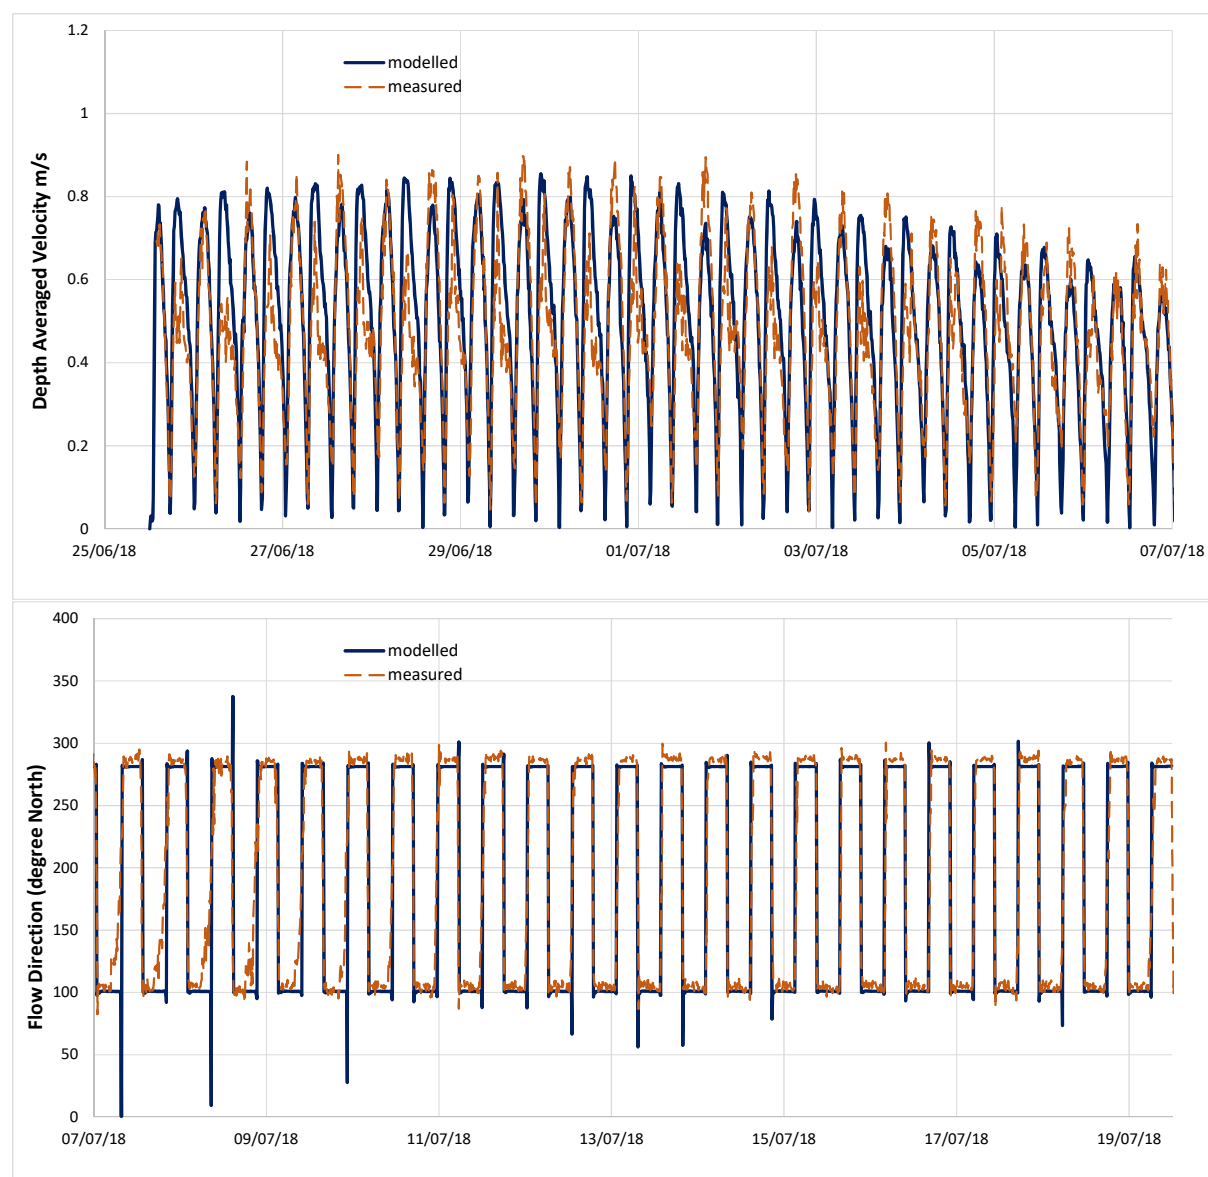 1.2
modelled
measured
1
0.8
0.6
0.4
0.2
0
Depth Averaged Velocity m/s
25/06/18 27/06/18 29/06/18 01/07/18 03/07/18 05/07/18 07/07/18
400
modelled
measured
350
300
250
200
150
100
50
0
Flow Direction (degree North)
07/07/18 09/07/18 11/07/18 13/07/18 15/07/18 17/07/18 19/07/18